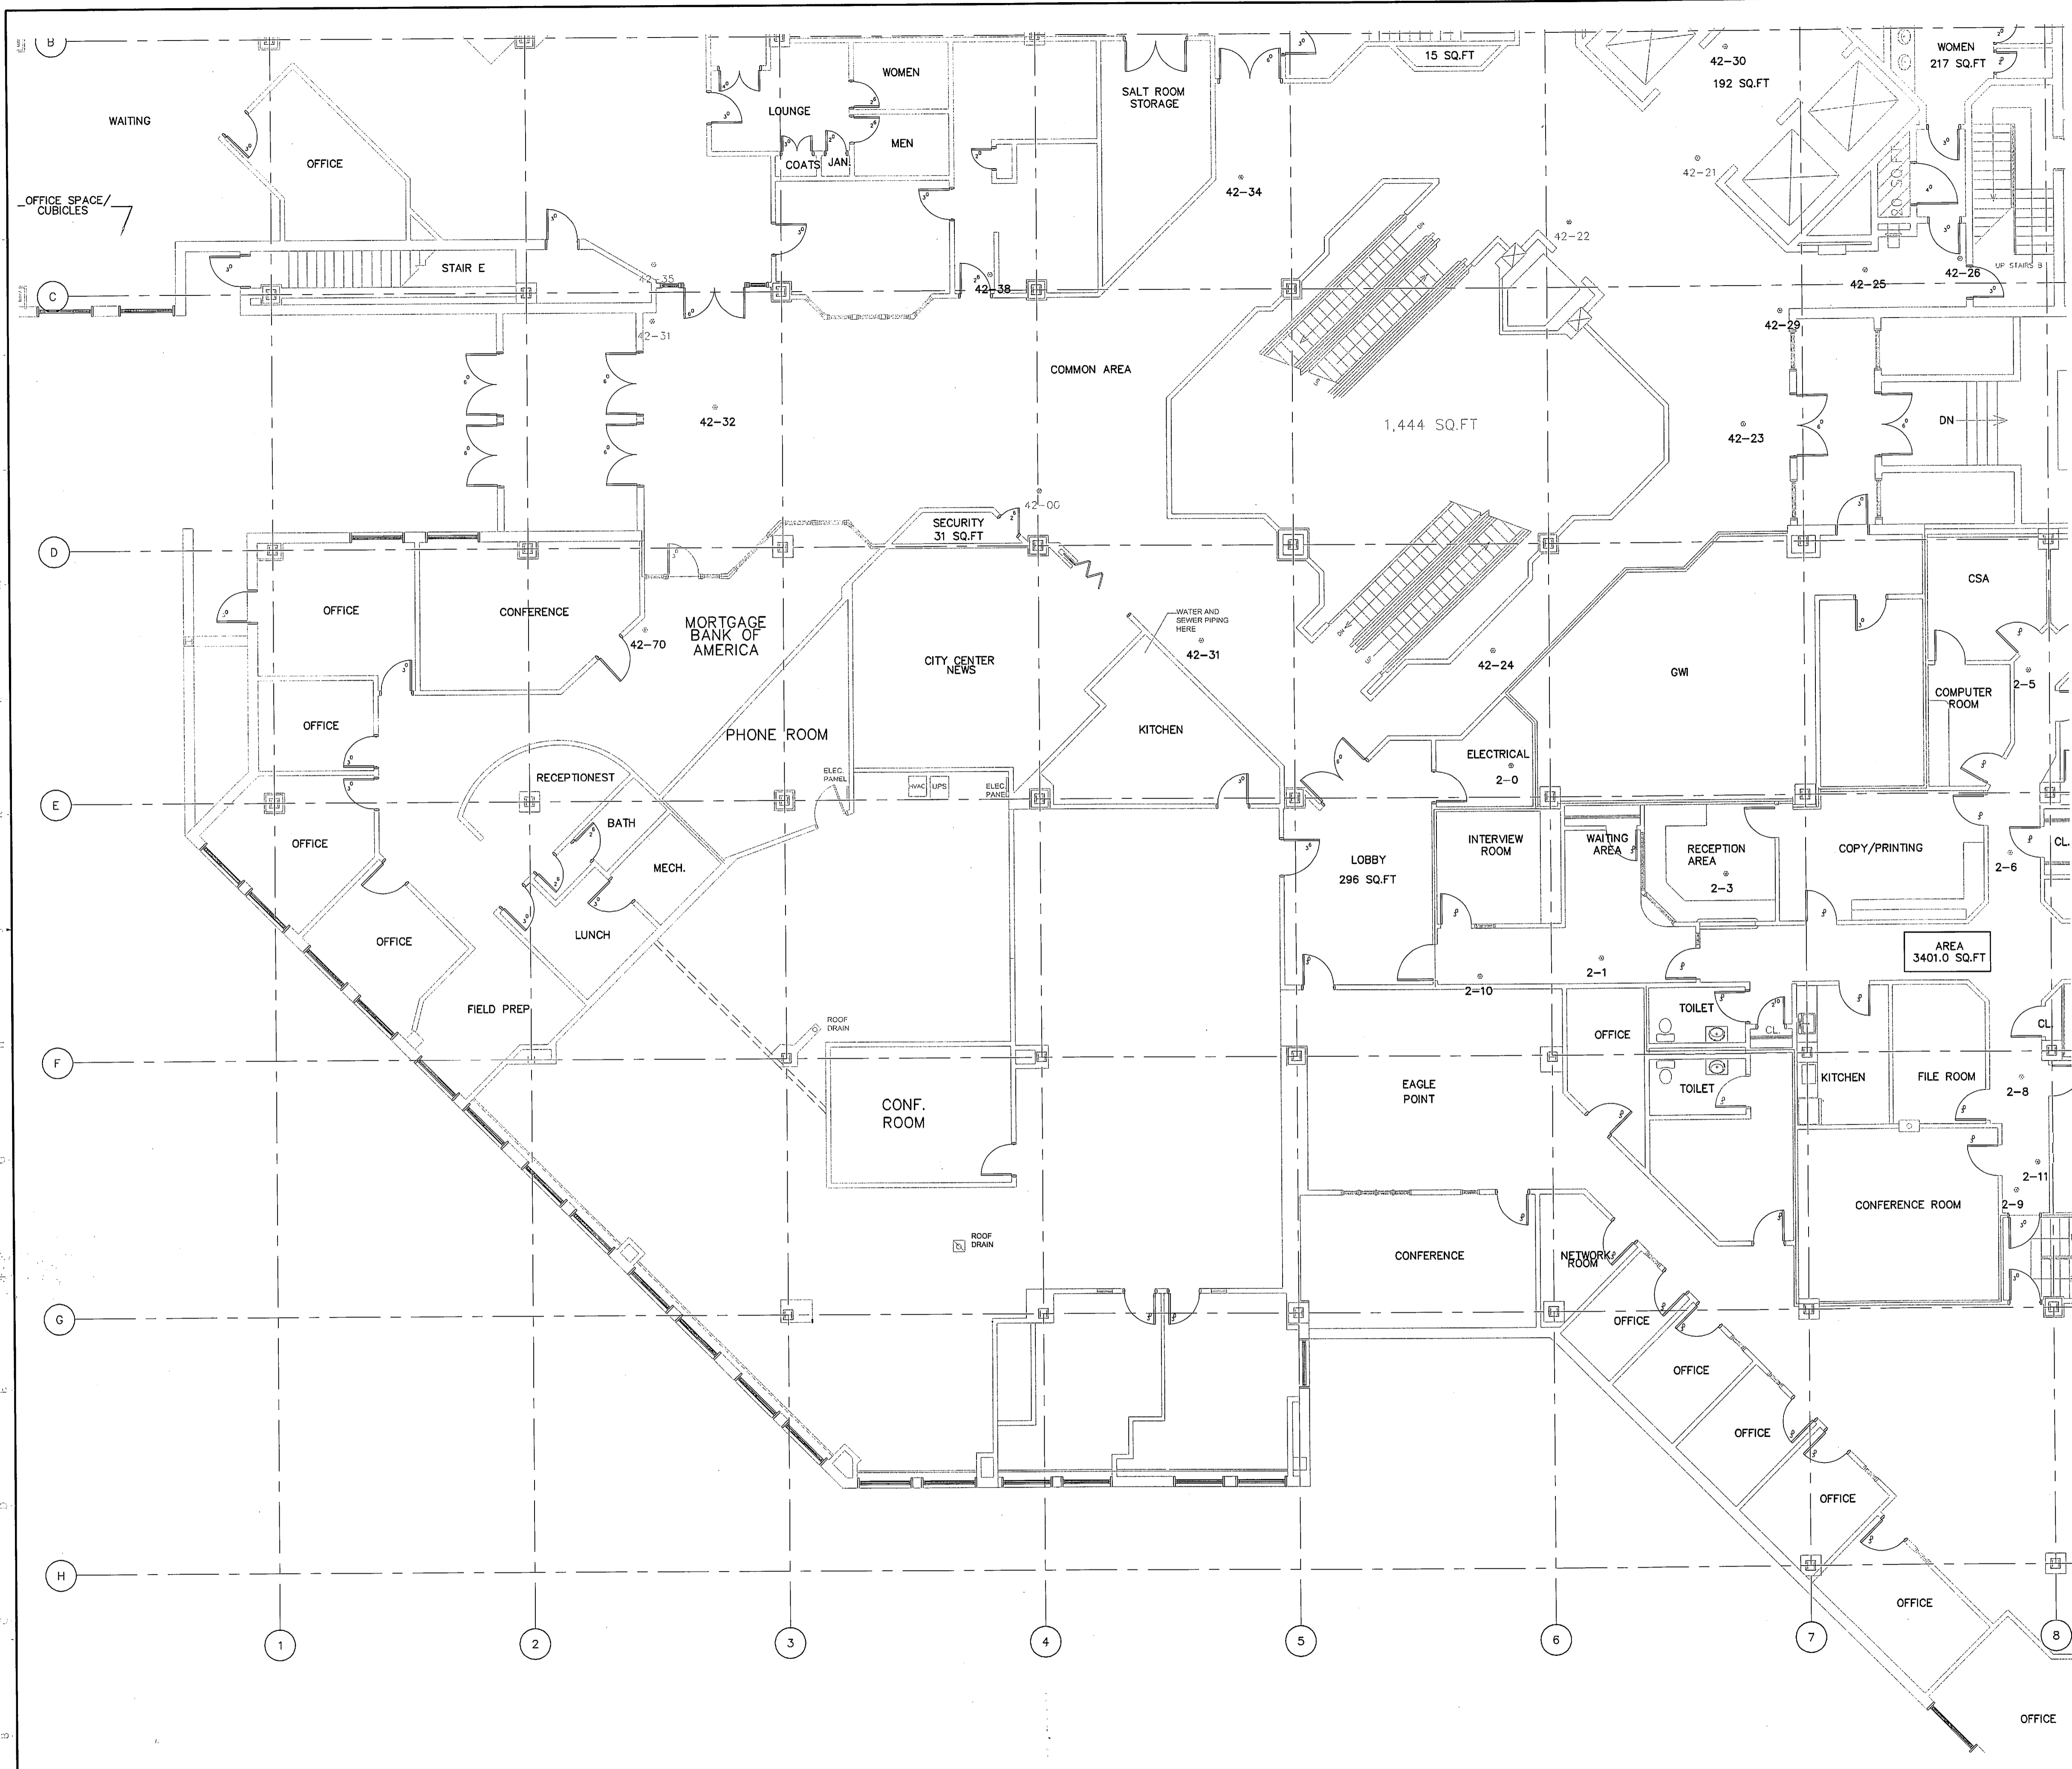 B
WAITING
OFFICE
OFFICE SPACE/
CUBICLES
STAIR E
LOUNGE
WOMEN
MEN
COATS
JAN.
SALT ROOM
STORAGE
15 SQ.FT
42-30
192 SQ.FT
WOMEN
217 SQ.FT
42-34
42-21
42-22
42-35
42-38
C
42-31
42-25
42-26
UP STAIRS B
42-29
COMMON AREA
DN
UP
42-32
1,444 SQ.FT
42-23
DN
42-00
SECURITY
31 SQ.FT
D
OFFICE
CONFERENCE
42-70
MORTGAGE
BANK OF
AMERICA
CITY CENTER
NEWS
WATER AND
SEWER PIPING
HERE
42-31
DN
UP
42-24
GWI
CSA
COMPUTER
ROOM
2-5
OFFICE
PHONE ROOM
KITCHEN
ELECTRICAL
2-0
RECEPTIONEST
ELEC.
PANEL
HVAC
UPS
ELEC.
PANEL
E
OFFICE
BATH
MECH.
LOBBY
296 SQ.FT
INTERVIEW
ROOM
WAITING
AREA
RECEPTION
AREA
2-3
COPY/PRINTING
2-6
CL.
OFFICE
LUNCH
AREA
3401.0 SQ.FT
2-1
2-10
FIELD PREP
ROOF
DRAIN
OFFICE
TOILET
CL.
CL.
F
EAGLE
POINT
TOILET
KITCHEN
FILE ROOM
2-8
CONF.
ROOM
2-11
2-9
CONFERENCE ROOM
ROOF
DRAIN
CONFERENCE
NETWORK
ROOM
G
OFFICE
OFFICE
OFFICE
OFFICE
H
OFFICE
1
2
3
4
5
6
7
8
OFFICE